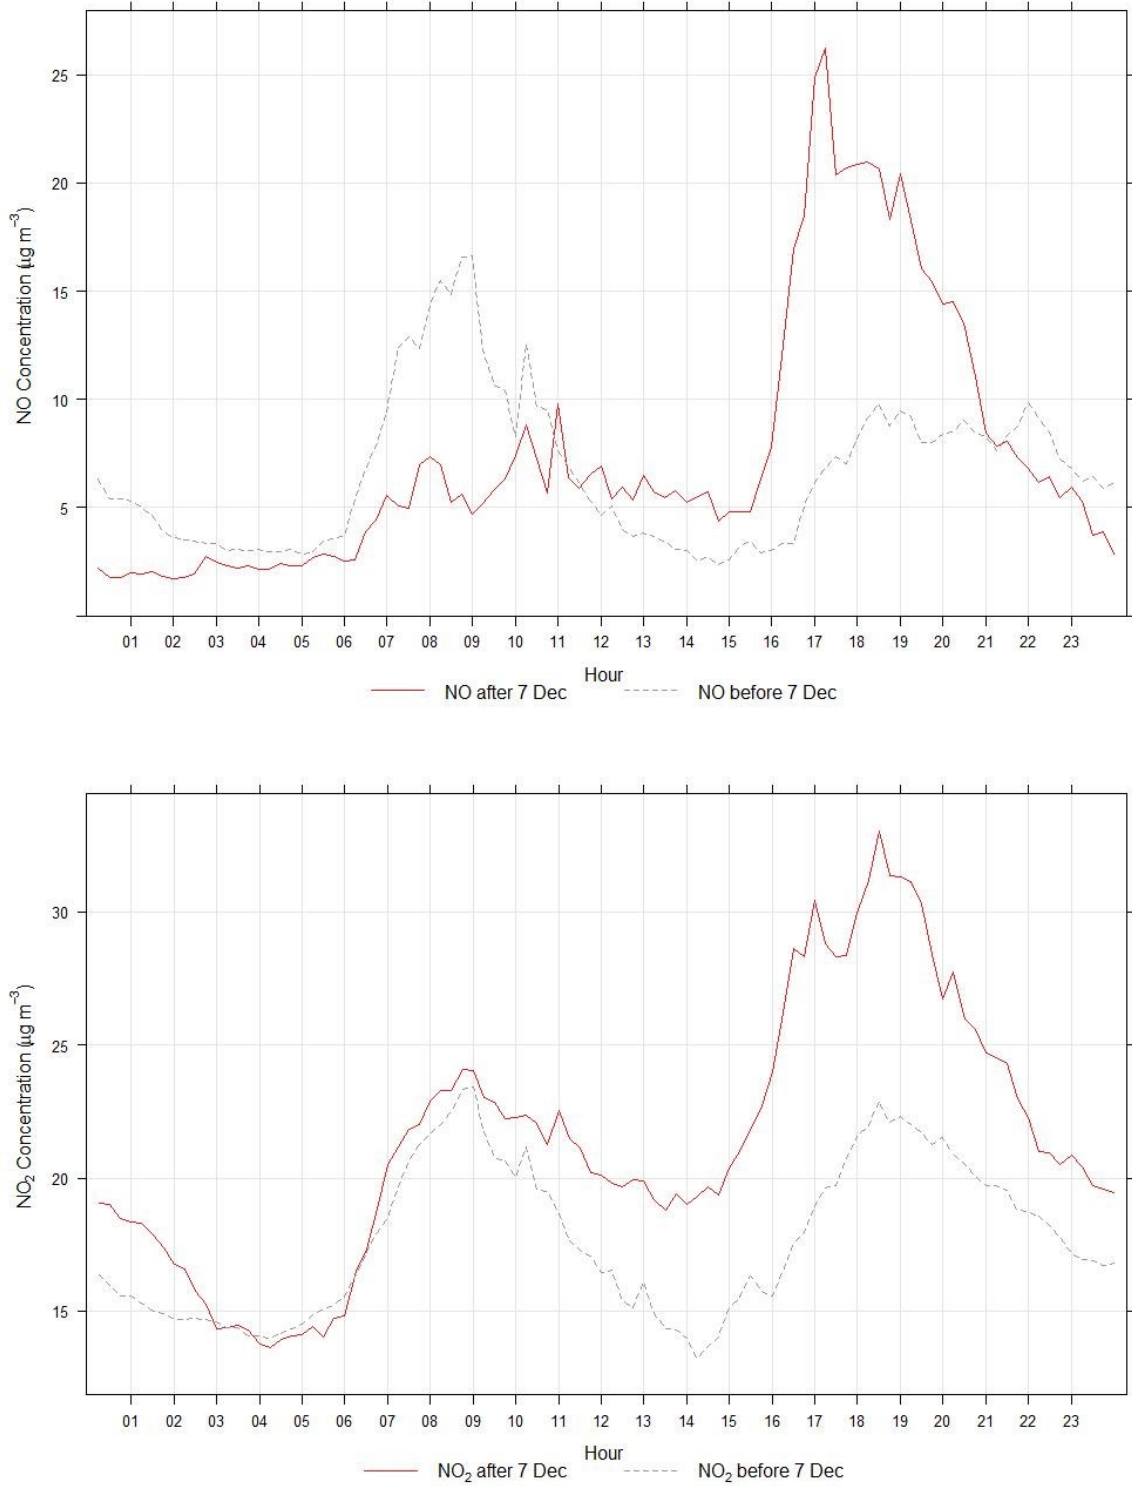 25
20
15
10
5
NO Concentration (μg m⁻³)
01 02 03 04 05 06 07 08 09 10 11 12 13 14 15 16 17 18 19 20 21 22 23
Hour
NO after 7 Dec NO before 7 Dec
30
25
20
15
NO₂ Concentration (μg m⁻³)
01 02 03 04 05 06 07 08 09 10 11 12 13 14 15 16 17 18 19 20 21 22 23
Hour
NO₂ after 7 Dec NO₂ before 7 Dec